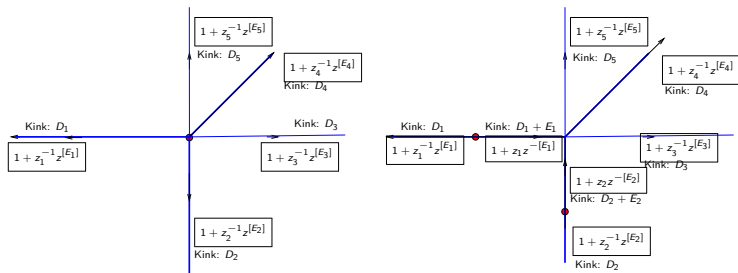 1 + z_5^{-1}z^{[E_5]}
Kink: D_5
1 + z_4^{-1}z^{[E_4]}
Kink: D_4
Kink: D_1
Kink: D_3
1 + z_1^{-1}z^{[E_1]}
1 + z_3^{-1}z^{[E_3]}
1 + z_2^{-1}z^{[E_2]}
Kink: D_2
1 + z_5^{-1}z^{[E_5]}
Kink: D_5
1 + z_4^{-1}z^{[E_4]}
Kink: D_4
Kink: D_1
Kink: D_1 + E_1
1 + z_1^{-1}z^{[E_1]}
1 + z_1z^{-[E_1]}
1 + z_3^{-1}z^{[E_3]}
Kink: D_3
1 + z_2z^{-[E_2]}
Kink: D_2 + E_2
1 + z_2^{-1}z^{[E_2]}
Kink: D_2